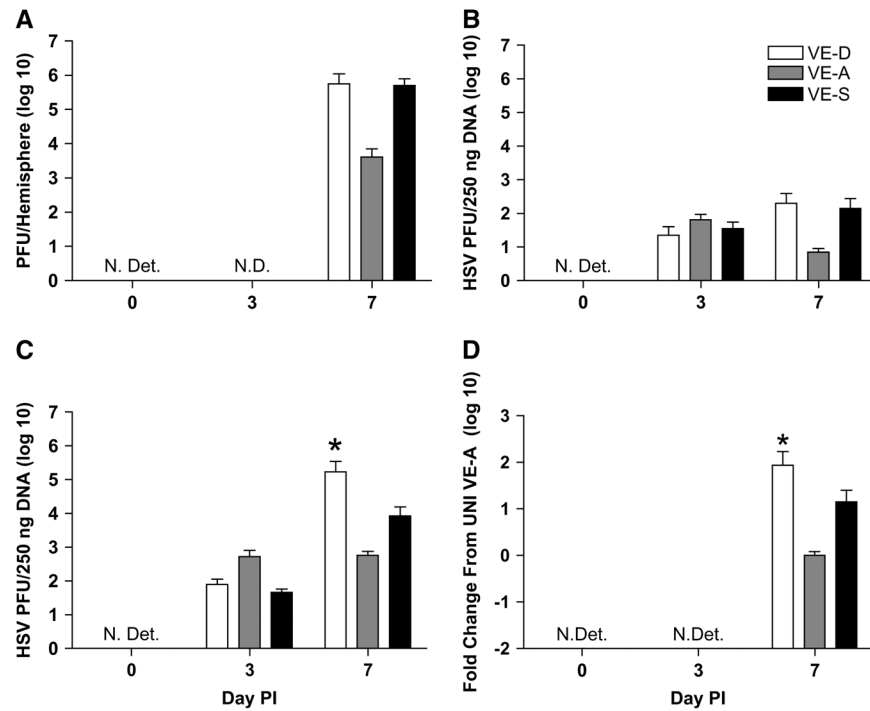 A
PFU/Hemisphere (log 10)
7
6
5
4
3
2
1
0
N. Det.
N.D.
0
3
7
B
HSV PFU/250 ng DNA (log 10)
7
6
5
4
3
2
1
0
VE-D
VE-A
VE-S
N. Det.
0
3
7
C
HSV PFU/250 ng DNA (log 10)
7
6
5
4
3
2
1
0
*
N. Det.
0
3
7
Day PI
D
Fold Change From UNI VE-A (log 10)
3
2
1
0
-1
-2
*
N.Det.
N.Det.
0
3
7
Day PI